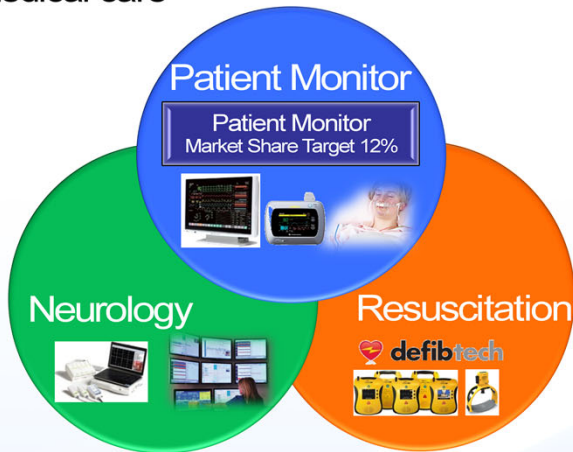 Patient Monitor
Patient Monitor
Market Share Target 12%
Neurology
Resuscitation
defibtech